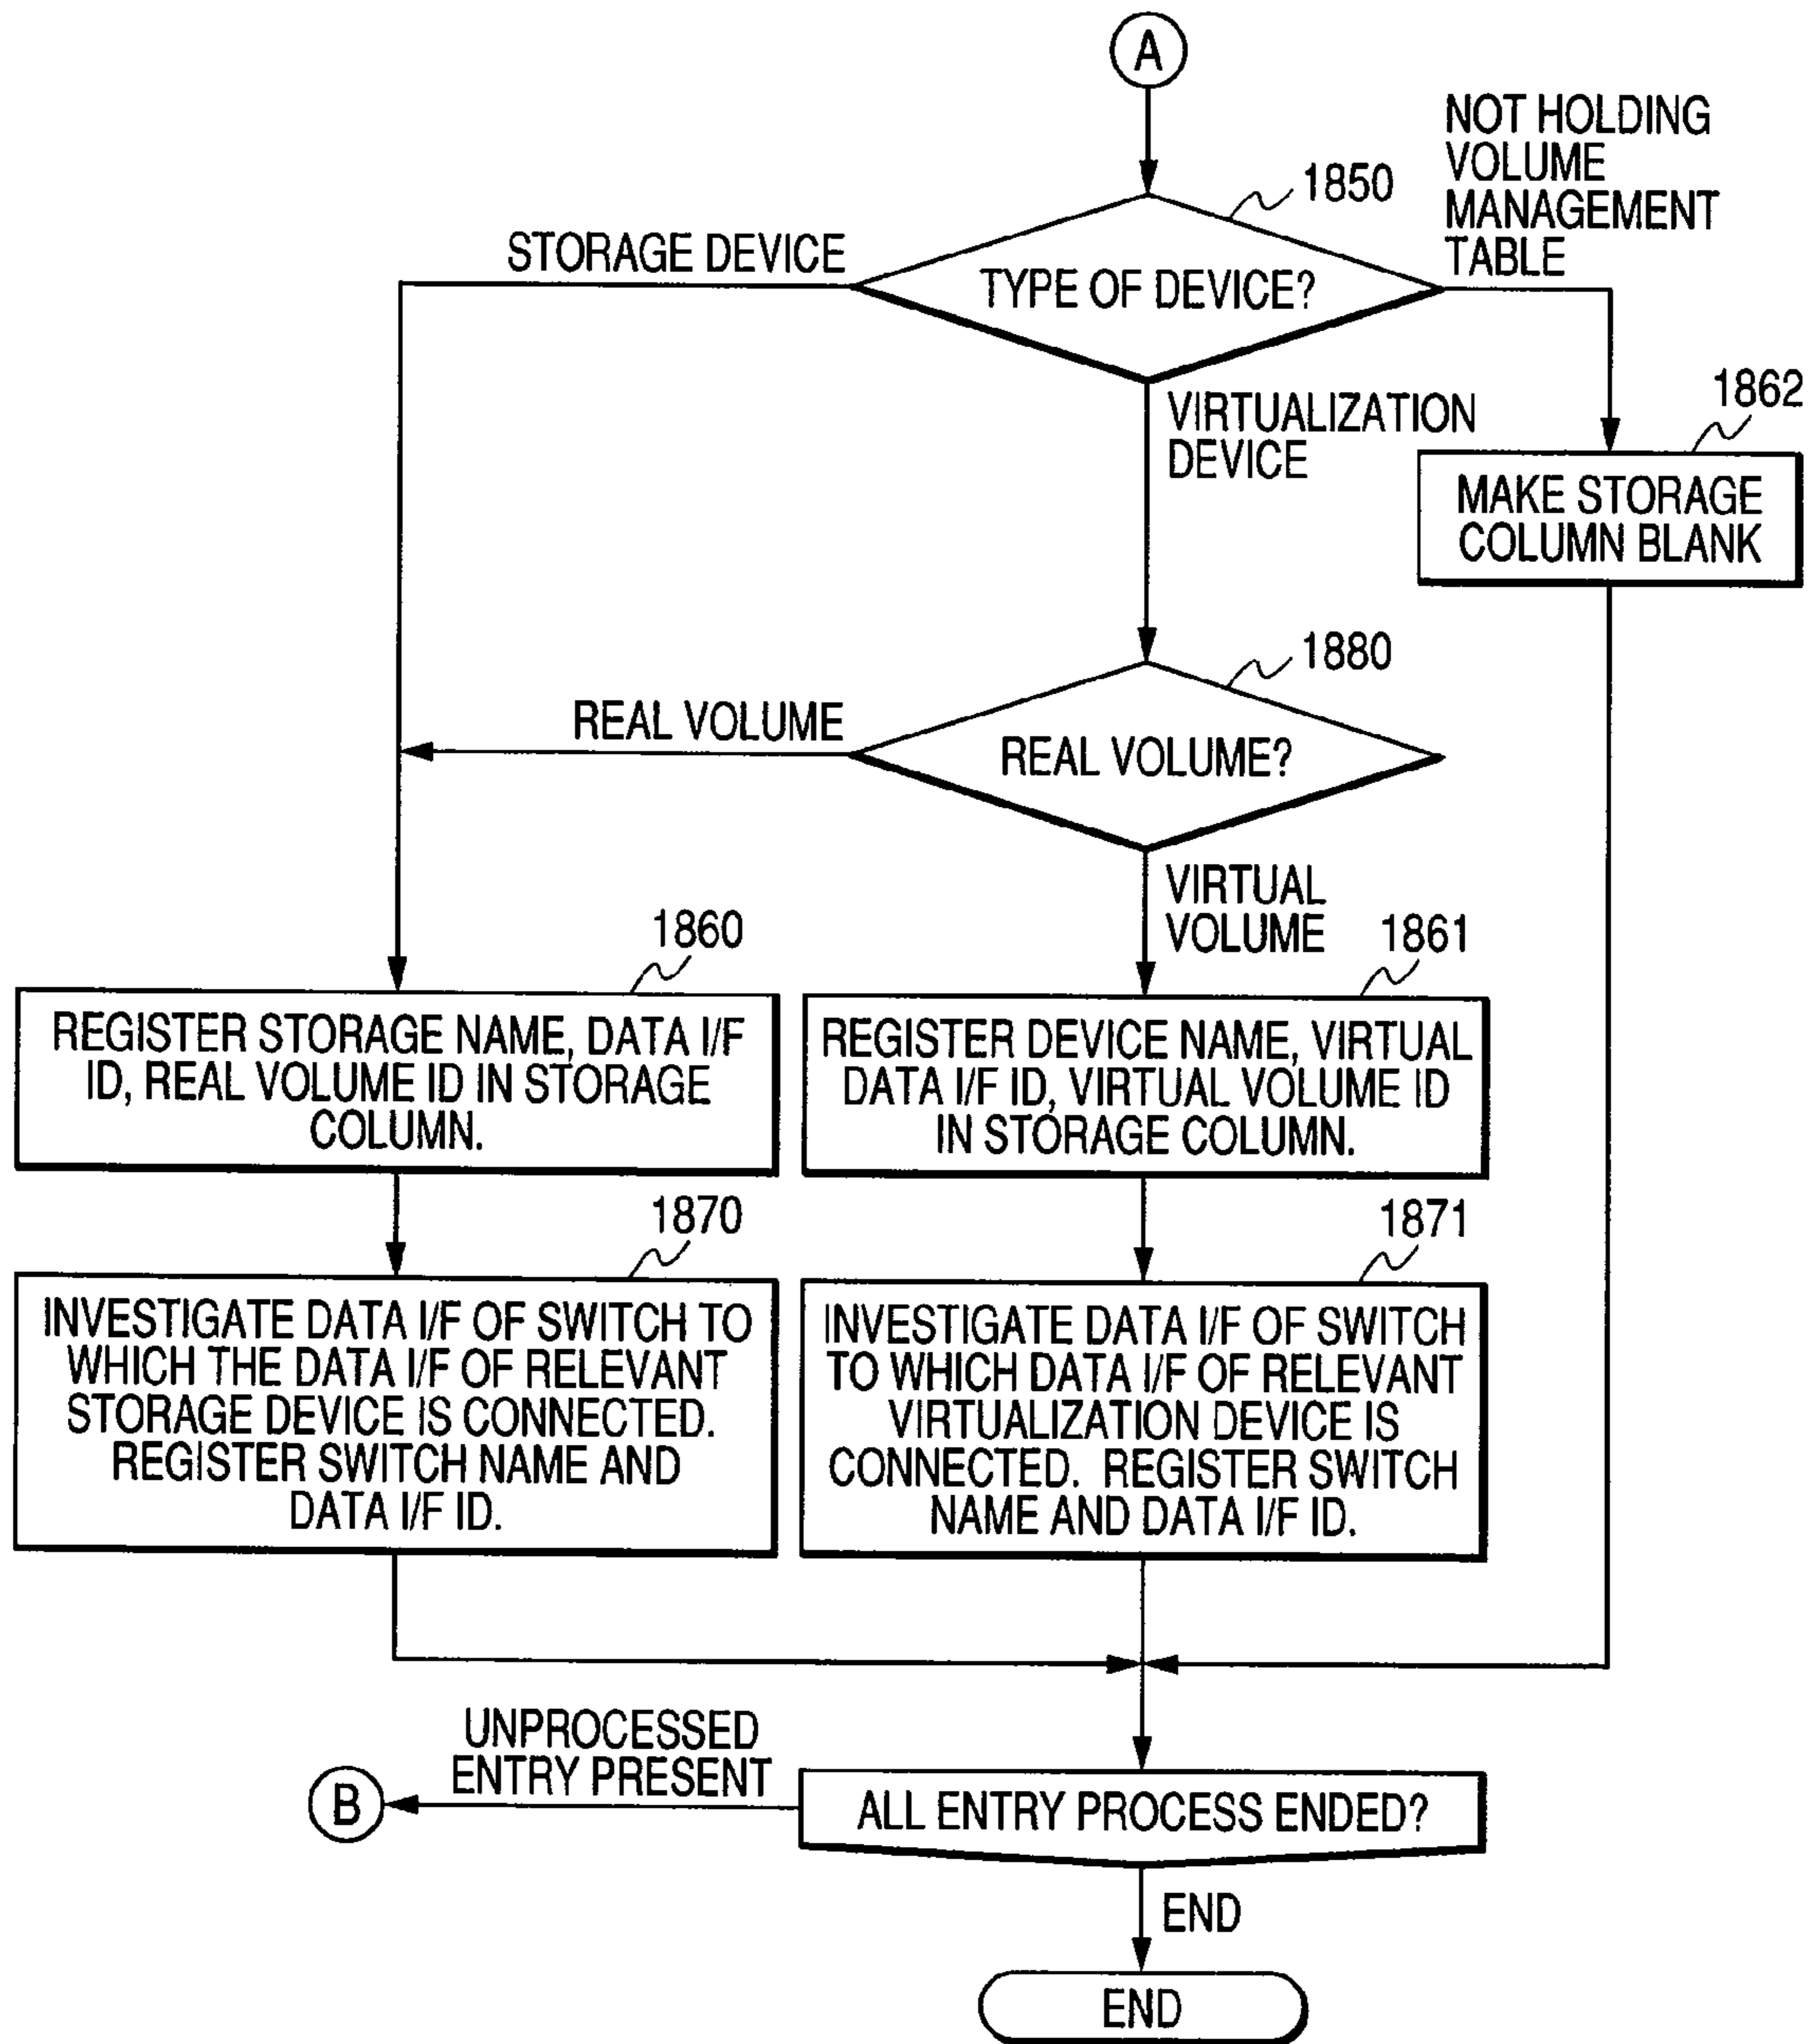 A
NOT HOLDING
VOLUME
MANAGEMENT
TABLE
1850
STORAGE DEVICE
TYPE OF DEVICE?
1862
VIRTUALIZATION
DEVICE
MAKE STORAGE
COLUMN BLANK
1880
REAL VOLUME
REAL VOLUME?
VIRTUAL
VOLUME
1860
1861
REGISTER STORAGE NAME, DATA I/F
ID, REAL VOLUME ID IN STORAGE
COLUMN.
REGISTER DEVICE NAME, VIRTUAL
DATA I/F ID, VIRTUAL VOLUME ID
IN STORAGE COLUMN.
1870
1871
INVESTIGATE DATA I/F OF SWITCH TO
WHICH THE DATA I/F OF RELEVANT
STORAGE DEVICE IS CONNECTED.
REGISTER SWITCH NAME AND
DATA I/F ID.
INVESTIGATE DATA I/F OF SWITCH
TO WHICH DATA I/F OF RELEVANT
VIRTUALIZATION DEVICE IS
CONNECTED. REGISTER SWITCH
NAME AND DATA I/F ID.
UNPROCESSED
ENTRY PRESENT
B
ALL ENTRY PROCESS ENDED?
END
END